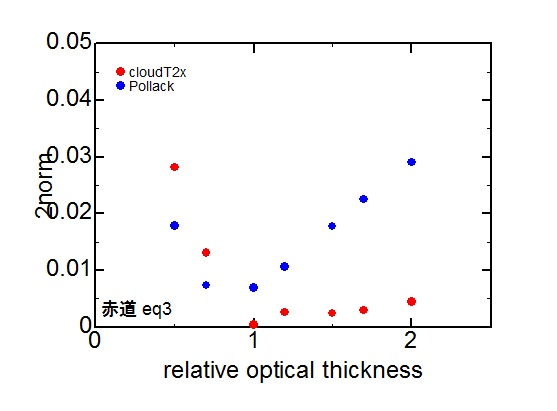 0.05
cloudT2x
Pollack
0.04
0.03
2norm
0.02
0.01
赤道 eq3
0
0
1
2
relative optical thickness